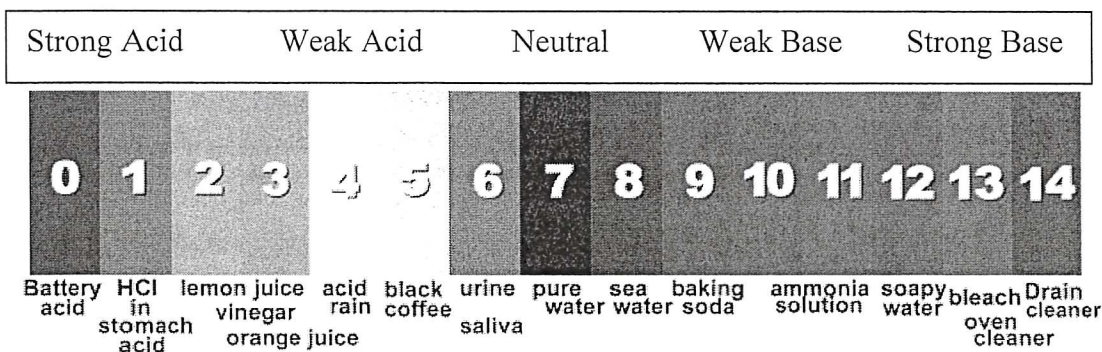 Strong Acid Weak Acid Neutral Weak Base Strong Base
0 1 2 3 4 5 6 7 8 9 10 11 12 13 14
Battery acid
HCl in stomach acid
lemon juice
vinegar
orange juice
acid rain
black coffee
urine
saliva
pure water
sea water
baking soda
ammonia solution
soapy water
bleach
oven cleaner
Drain cleaner